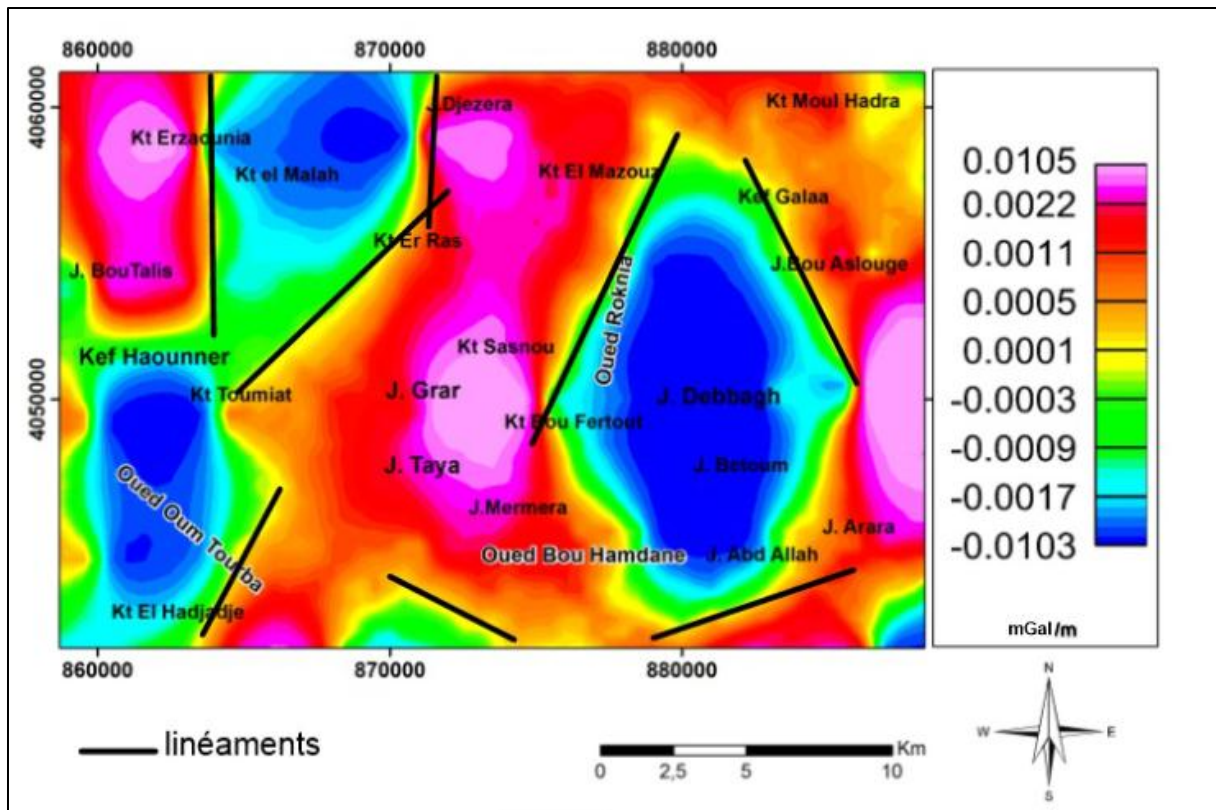 860000 870000 880000
4060000
4050000
J.Djezera
Kt Moul Hadra
Kt Erzaounia
Kt el Malah
Kt El Mazouz
Kef Galaa
Kt Er Ras
J. BouTalis
J.Bou Aslouge
Oued Roknia
Kef Haounner
Kt Sasnou
Kt Toumiat
J. Grar
J. Debbagh
Kt Bou Fertout
J. Taya
J. Bstoum
Oued Oum Tourba
J.Mermera
J. Arara
Oued Bou Hamdane
J. Abd Allah
Kt El Hadjadje
860000 870000 880000
0.0105
0.0022
0.0011
0.0005
0.0001
-0.0003
-0.0009
-0.0017
-0.0103
mGal/m
linéaments
Km
0 2,5 5 10
N
W E
S